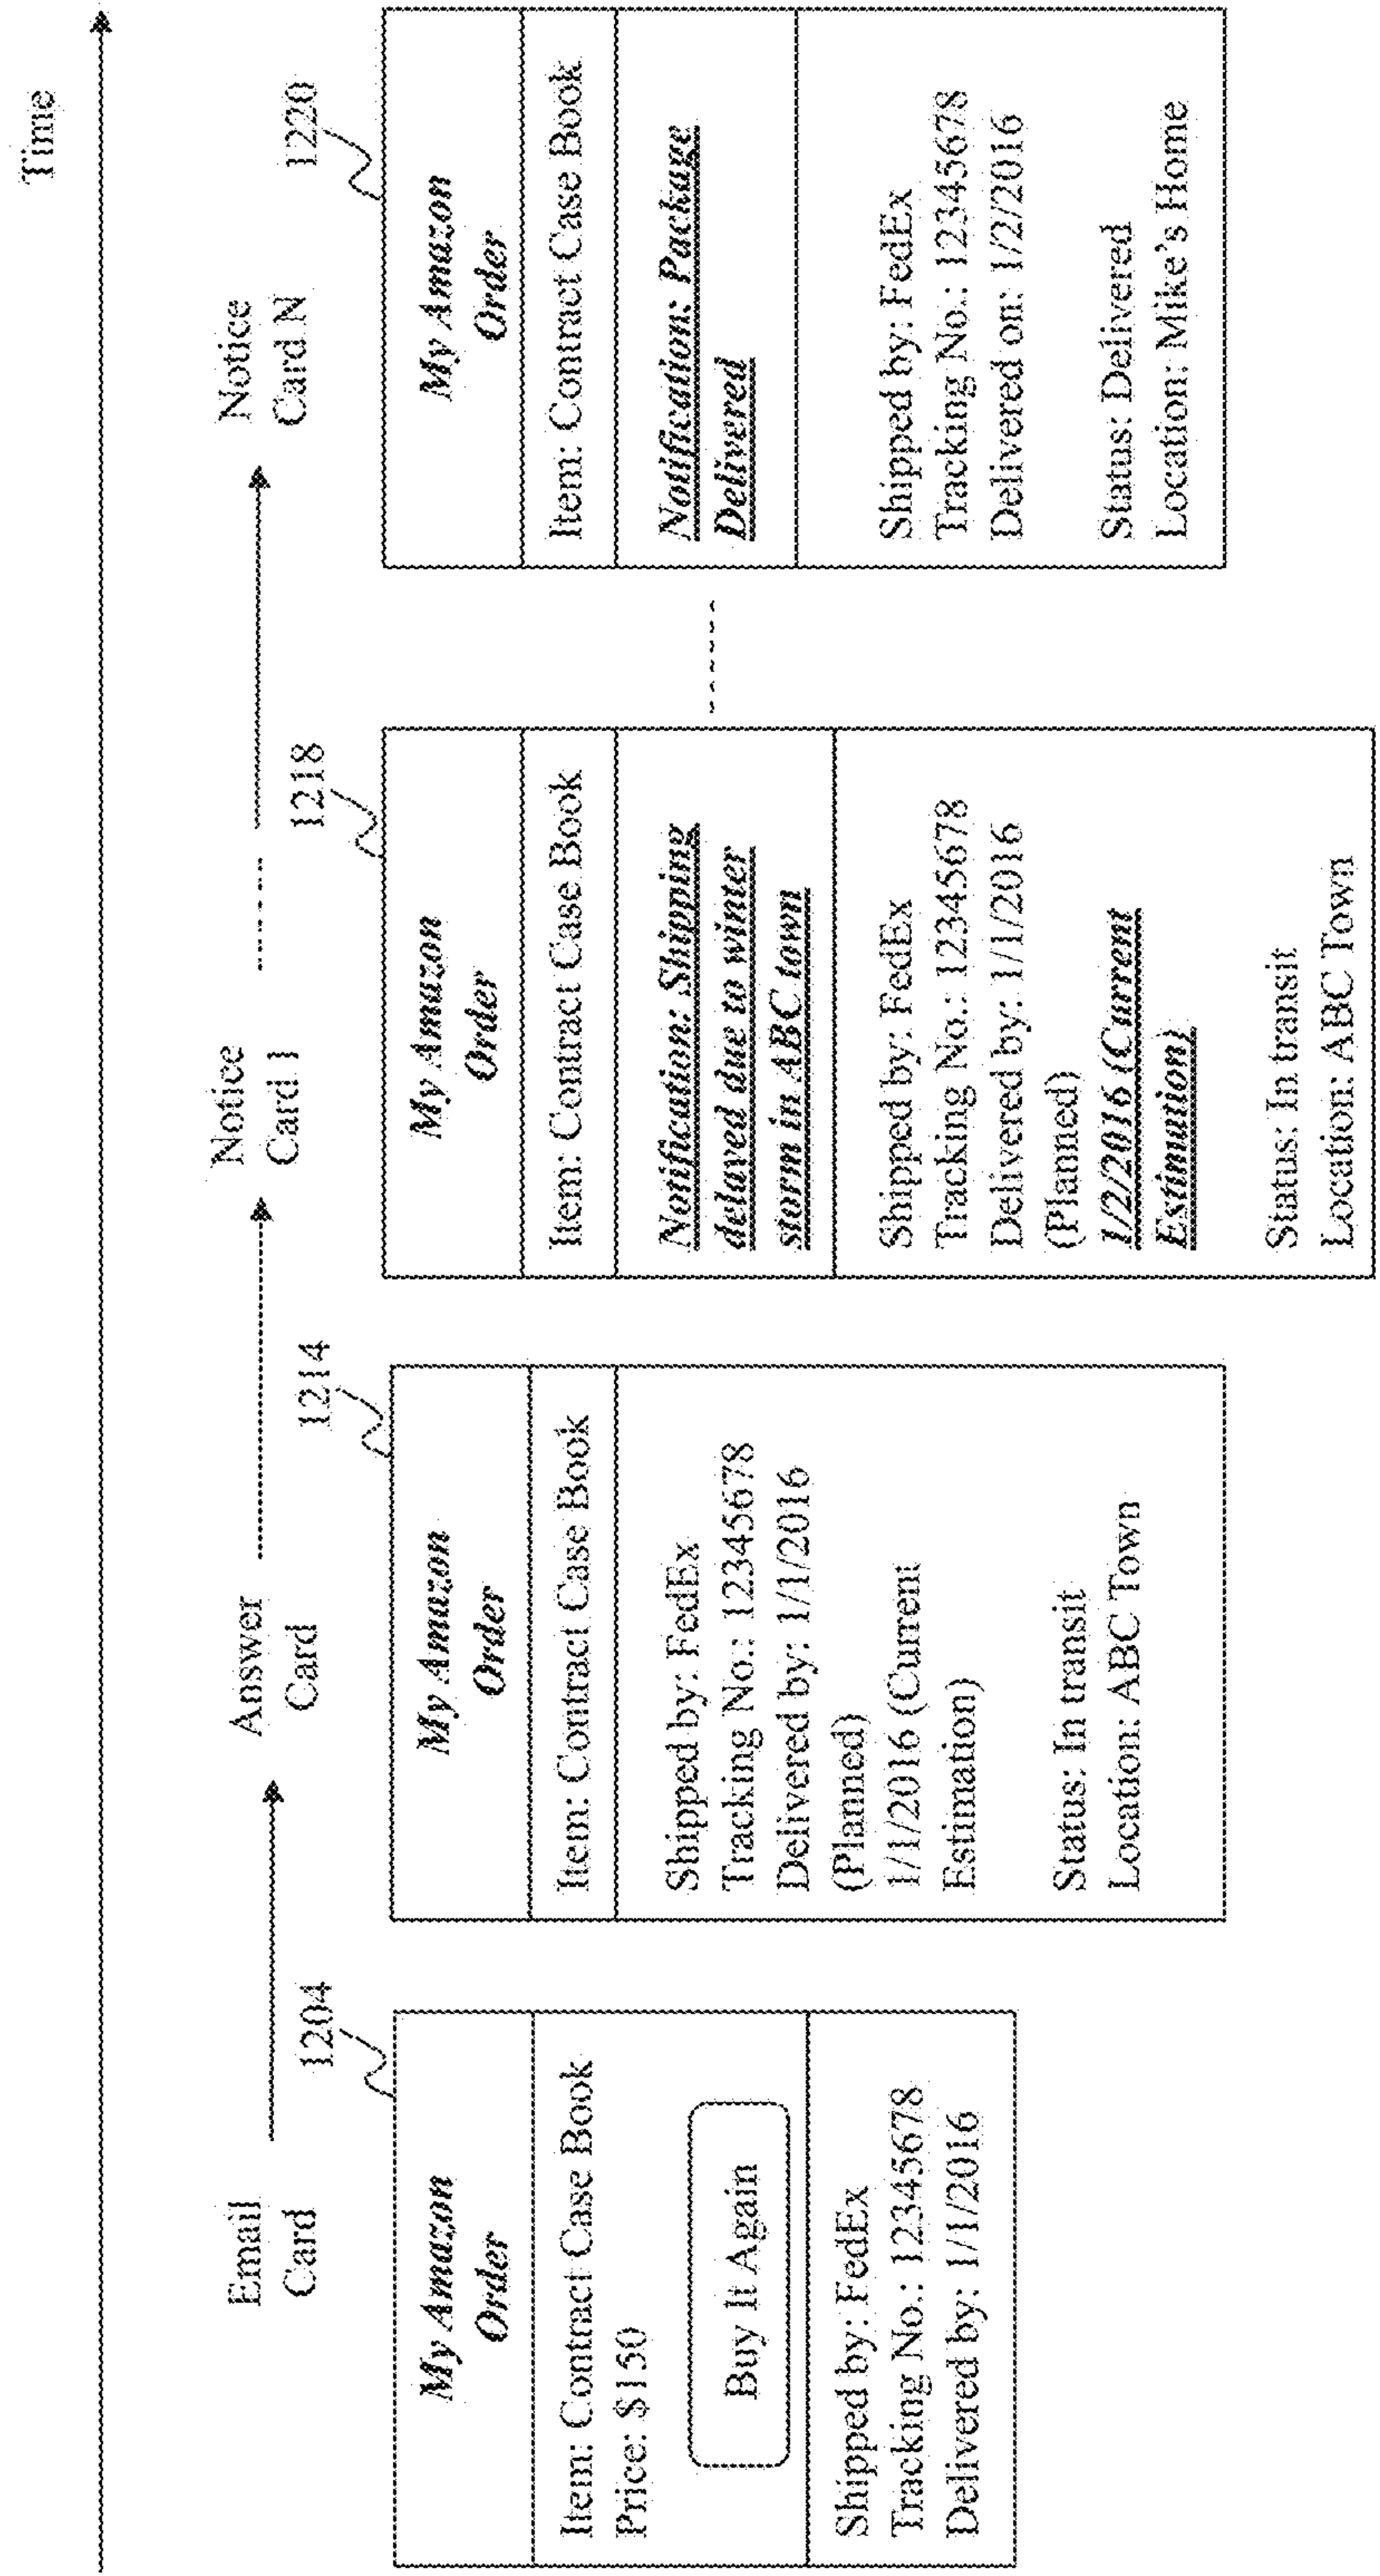 Time
Email
Card
Answer
Card
Notice
Card 1
Notice
Card N
1204
My Amazon
Order
Item: Contract Case Book
Price: $150
Buy It Again
Shipped by: FedEx
Tracking No.: 12345678
Delivered by: 1/1/2016
1214
My Amazon
Order
Item: Contract Case Book
Shipped by: FedEx
Tracking No.: 12345678
Delivered by: 1/1/2016
(Planned)
1/1/2016 (Current
Estimation)
Status: In transit
Location: ABC Town
1218
My Amazon
Order
Item: Contract Case Book
Notification: Shipping
delayed due to winter
storm in ABC town
Shipped by: FedEx
Tracking No.: 12345678
Delivered by: 1/1/2016
(Planned)
1/2/2016 (Current
Estimation)
Status: In transit
Location: ABC Town
1220
My Amazon
Order
Item: Contract Case Book
Notification: Package
Delivered
Shipped by: FedEx
Tracking No.: 12345678
Delivered on: 1/2/2016
Status: Delivered
Location: Mike's Home